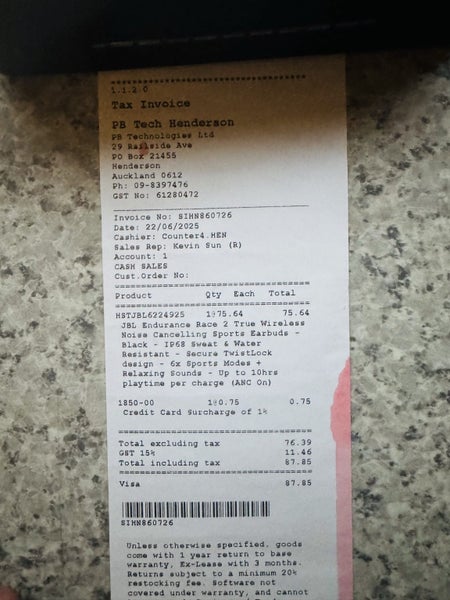 1.1.2.0
Tax Invoice
PB Tech Henderson
PB Technologies Ltd
29 Railside Ave
PO Box 21455
Henderson
Auckland 0612
Ph: 09-8397476
GST No: 61280472
Invoice No: SIHN860726
Date: 22/06/2025
Cashier: Counter4.HEN
Sales Rep: Kevin Sun (R)
Account: 1
CASH SALES
Cust.Order No:
Product Qty Each Total
HSTJBL6224925 1@75.64 75.64
JBL Endurance Race 2 True Wireless
Noise Cancelling Sports Earbuds -
Black - IP68 Sweat & Water
Resistant - Secure TwistLock
design - 6x Sports Modes +
Relaxing Sounds - Up to 10hrs
playtime per charge (ANC On)
1850-00 1@0.75 0.75
Credit Card Surcharge of 1%
Total excluding tax 76.39
GST 15% 11.46
Total including tax 87.85
Visa 87.85
SIHN860726
Unless otherwise specified, goods
come with 1 year return to base
warranty, Ex-Lease with 3 months.
Returns subject to a minimum 20%
restocking fee. Software not
covered under warranty, and cannot